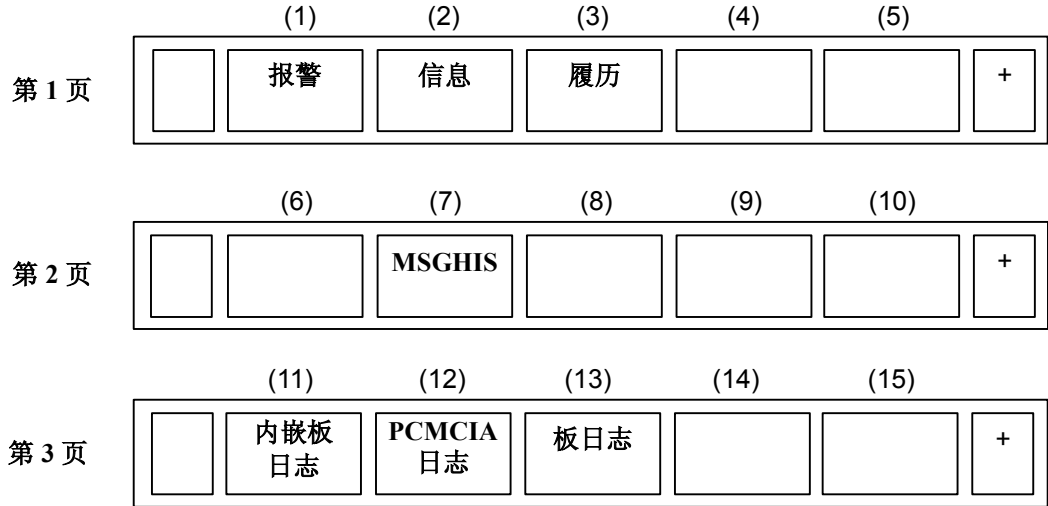 (1) (2) (3) (4) (5)
第 1 页 报警 信息 履历 +
(6) (7) (8) (9) (10)
第 2 页 MSGHIS +
(11) (12) (13) (14) (15)
第 3 页 内嵌板 PCMCIA 板日志 +
日志 日志